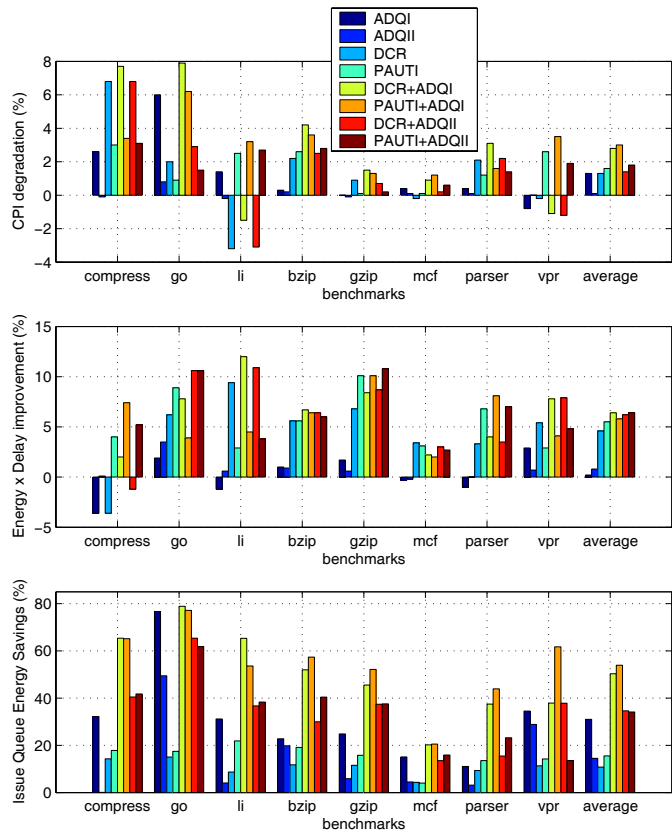 ADQI
ADQII
DCR
PAUTI
DCR+ADQI
PAUTI+ADQI
DCR+ADQII
PAUTI+ADQII
CPI degradation (%)
8
6
4
2
0
−2
−4
compress go li bzip gzip mcf parser vpr average
benchmarks
Energy x Delay improvement (%)
15
10
5
0
−5
compress go li bzip gzip mcf parser vpr average
benchmarks
Issue Queue Energy Savings (%)
80
60
40
20
0
compress go li bzip gzip mcf parser vpr average
benchmarks